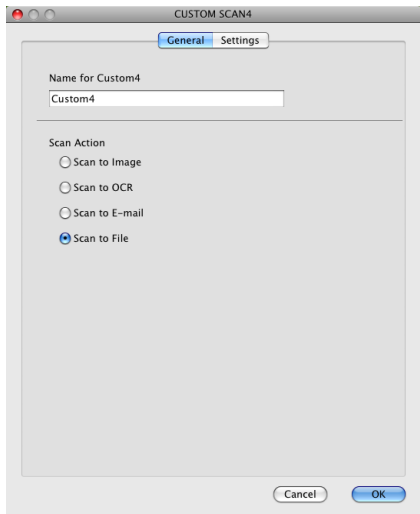 CUSTOM SCAN4
General Settings
Name for Custom4
Custom4
Scan Action
Scan to Image
Scan to OCR
Scan to E-mail
Scan to File
Cancel OK